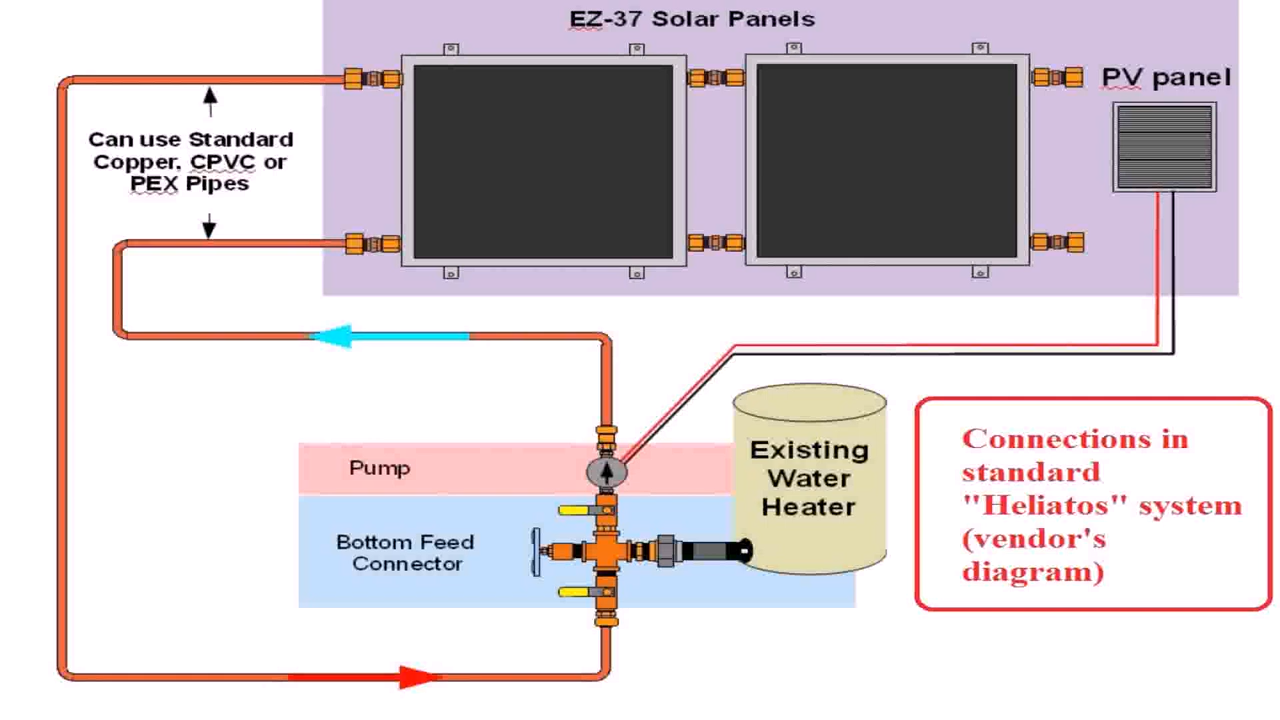 EZ-37 Solar Panels
PV panel
Can use Standard
Copper, CPVC or
PEX Pipes
Pump
Bottom Feed
Connector
Existing
Water
Heater
Connections in
standard
"Heliatos" system
(vendor's
diagram)